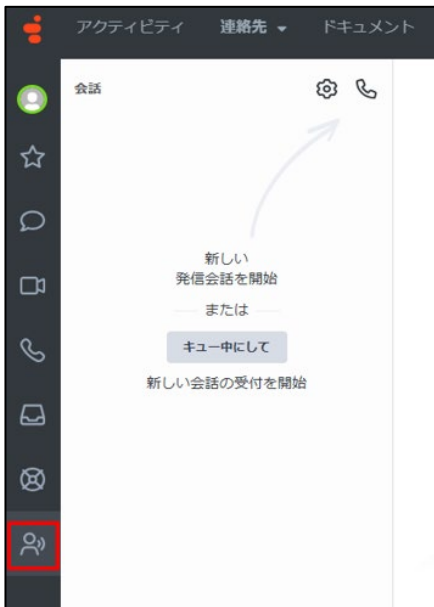 アクティビティ 連絡先 ドキュメント
会話
新しい
発信会話を開始
または
キュー中にして
新しい会話の受付を開始